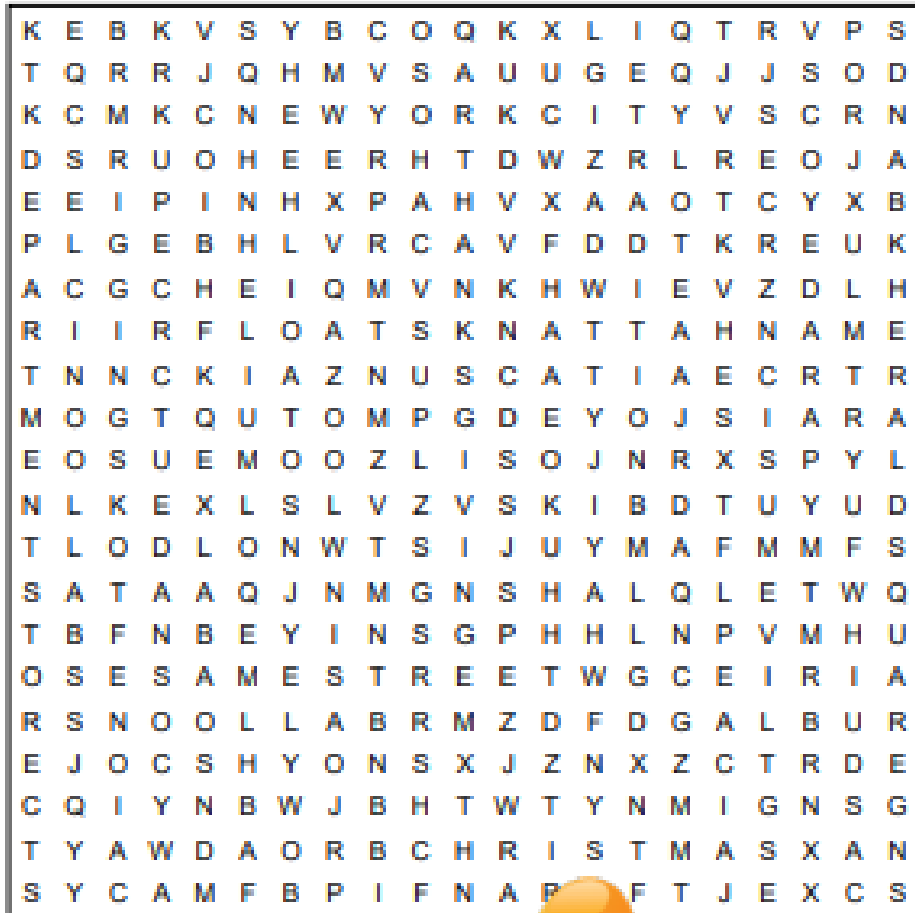 K E B K V S Y B C O Q K X L I Q T R V P S
T Q R R J Q H M V S A U U G E Q J J S O D
K C M K C N E W Y O R K C I T Y V S C R N
D S R U O H E E R H T D W Z R L R E O J A
E E I P I N H X P A H V X A A O T C Y X B
P L G E B H L V R C A V F D D T K R E U K
A C G C H E I Q M V N K H W I E V Z D L H
R I I R F L O A T S K N A T T A H N A M E
T N N C K I A Z N U S C A T I A E C R T R
M O G T Q U T O M P G D E Y O J S I A R A
E O S U E M O O Z L I S O J N R X S P Y L
N L K E X L S L V Z V S K I B D T U Y U D
T L O D L O N W T S I J U Y M A F M M F S
S A T A A Q J N M G N S H A L Q L E T W Q
T B F N B E Y I N S G P H H L N P V M H U
O S E S A M E S T R E E T W G C E I R I A
R S N O O L L A B R M Z D F D G A L B U R
E J O C S H Y O N S X J Z N X Z C T R D E
C Q I Y N B W J B H T W T Y N M I G N S G
T Y A W D A O R B C H R I S T M A S X A N
S Y C A M F B P I F N A F T J E X C S